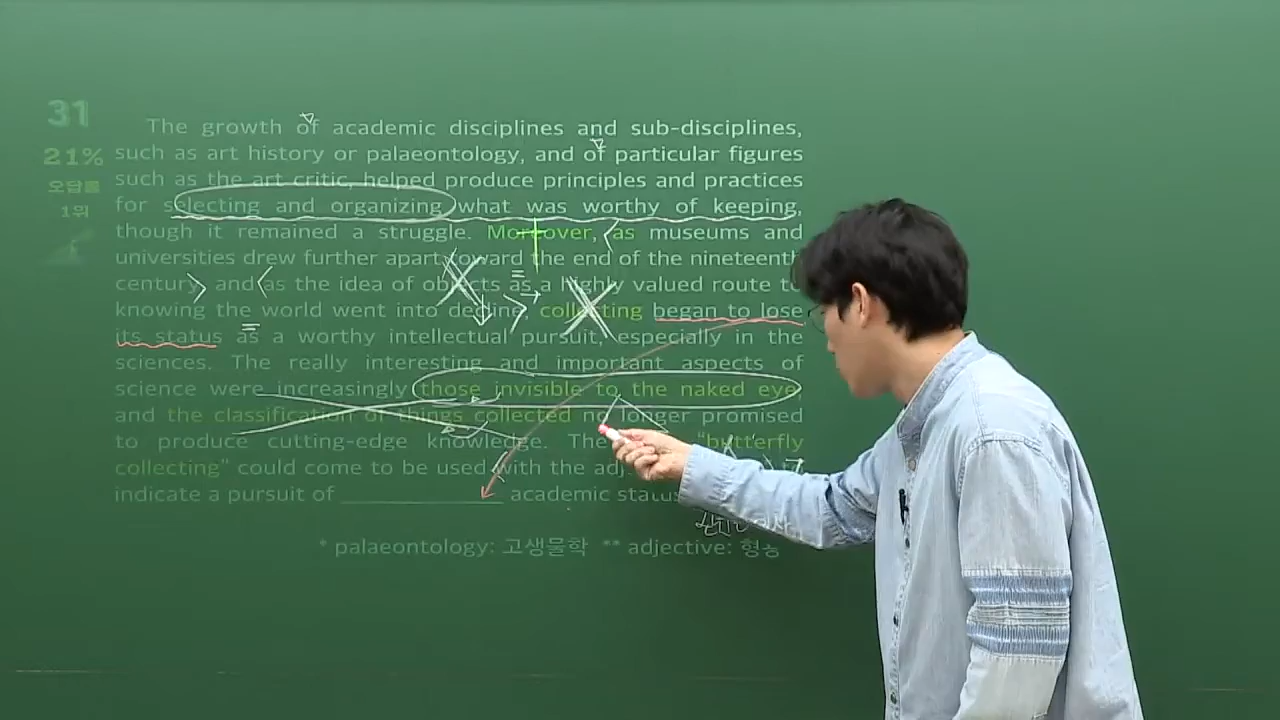 31
21%
오답률
1위
The growth of academic disciplines and sub-disciplines,
such as art history or palaeontology, and of particular figures
such as the art critic, helped produce principles and practices
for selecting and organizing what was worthy of keeping,
though it remained a struggle. Moreover, as museums and
universities drew further apart toward the end of the nineteenth
century, and as the idea of objects as a highly valued route to
knowing the world went into decline, collecting began to lose
its status as a worthy intellectual pursuit, especially in the
sciences. The really interesting and important aspects of
science were increasingly those invisible to the naked eye,
and the classification of things collected no longer promised
to produce cutting-edge knowledge. The "butterfly
collecting" could come to be used with the adj
indicate a pursuit of ____________ academic status
* palaeontology: 고생물학 ** adjective: 형용